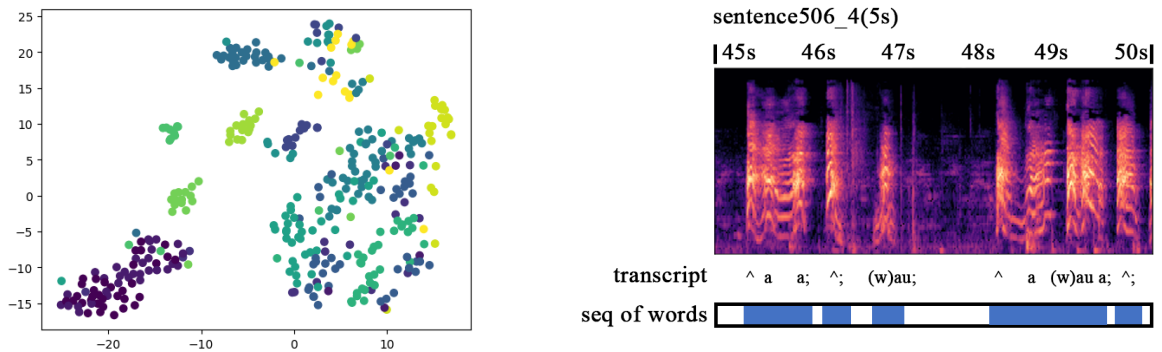 25
20
15
10
5
0
−5
−10
−15
−20 −10 0 10
sentence506_4(5s)
45s 46s 47s 48s 49s 50s
transcript ^ a a; ^; (w)au; ^ a (w)au a; ^;
seq of words